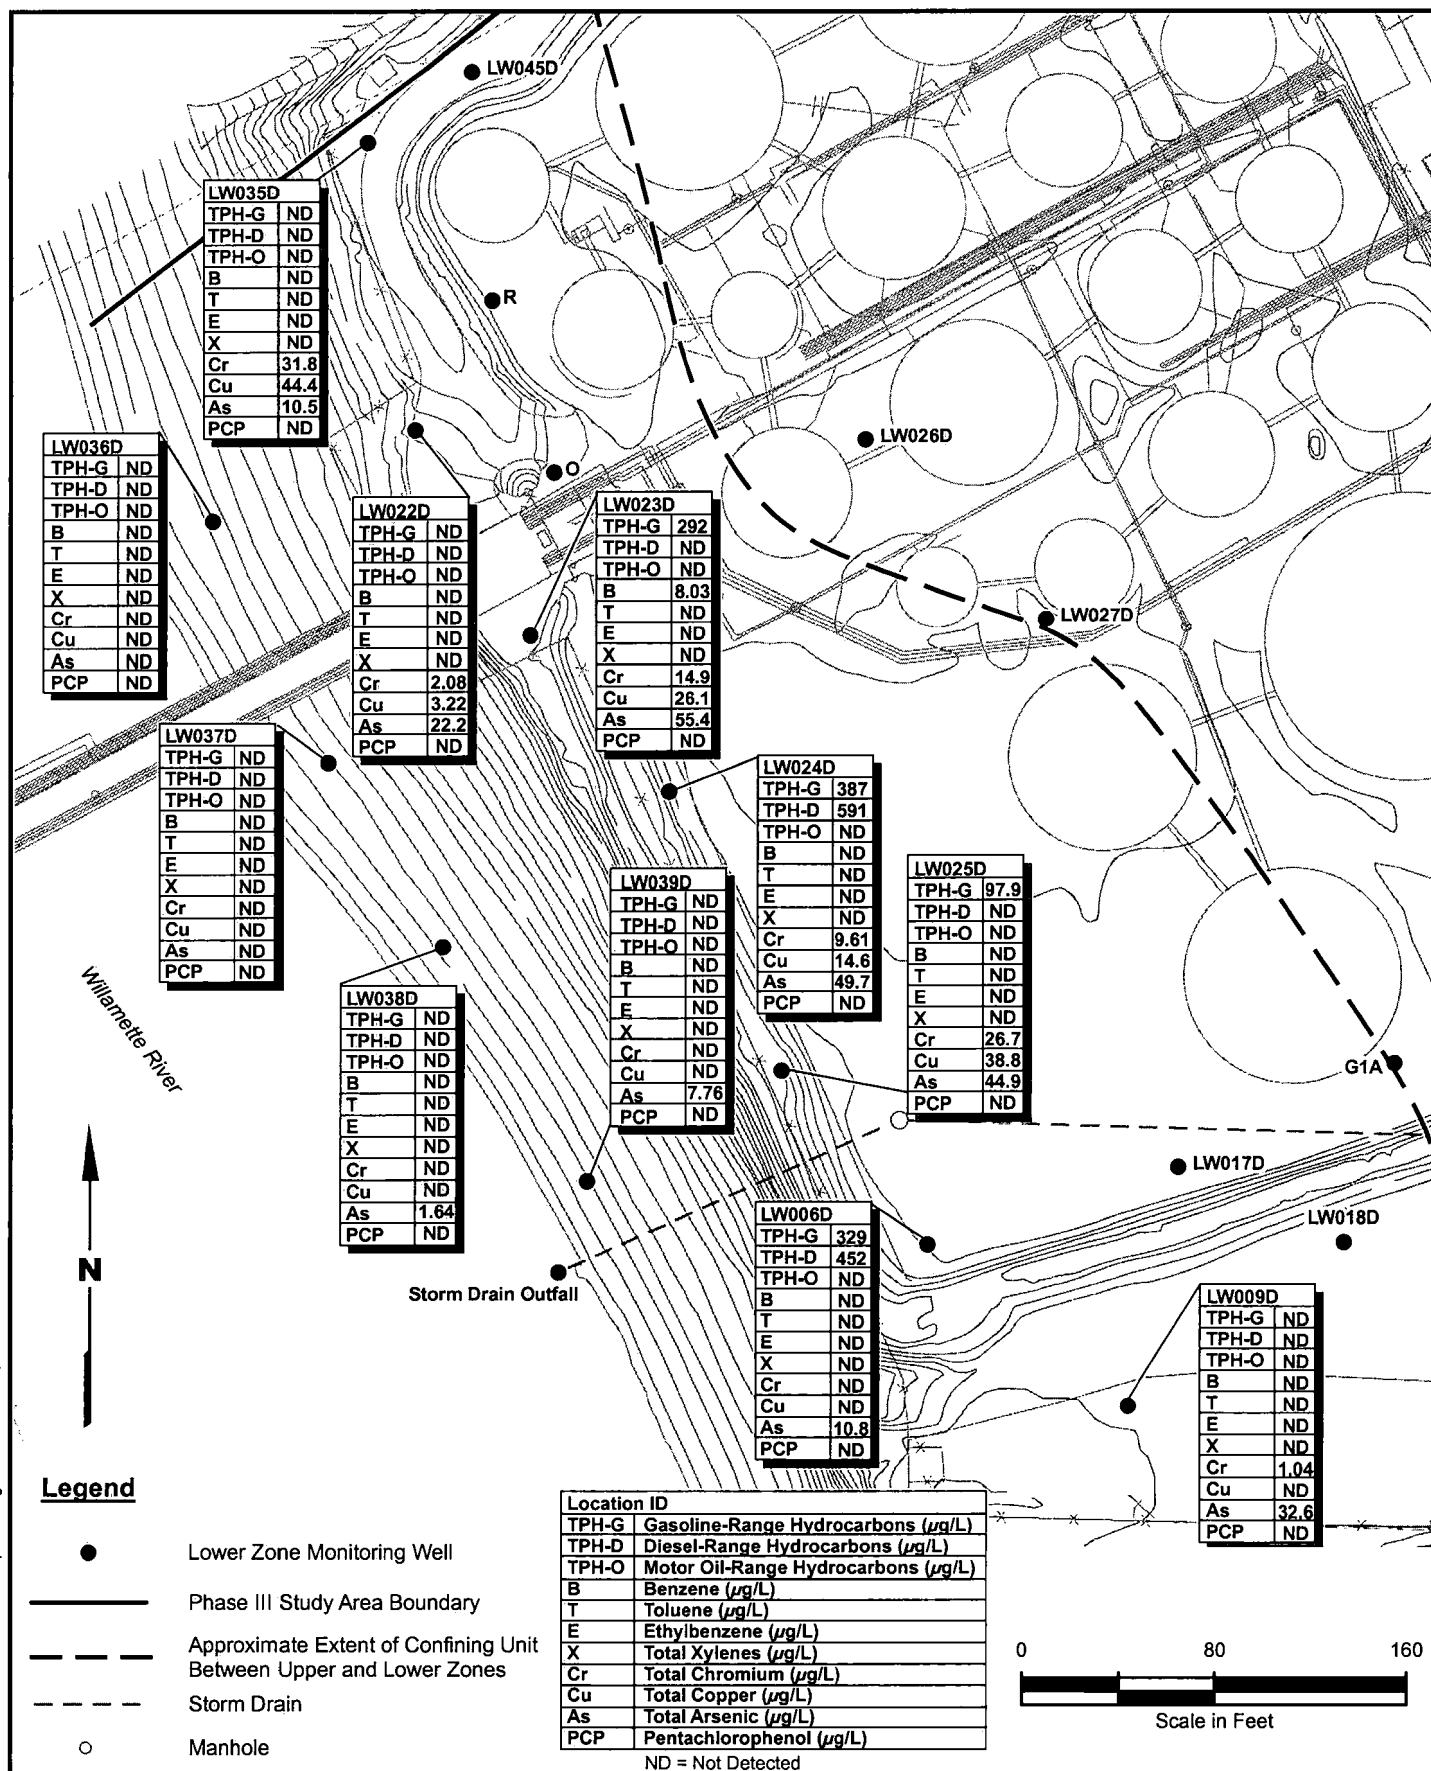 LW045D
LW035D
TPH-G ND
TPH-D ND
TPH-O ND
B ND
T ND
E ND
X ND
Cr 31.8
Cu 44.4
As 10.5
PCP ND
R
LW026D
O
LW036D
TPH-G ND
TPH-D ND
TPH-O ND
B ND
T ND
E ND
X ND
Cr ND
Cu ND
As ND
PCP ND
LW022D
TPH-G ND
TPH-D ND
TPH-O ND
B ND
T ND
E ND
X ND
Cr 2.08
Cu 3.22
As 22.2
PCP ND
LW023D
TPH-G 292
TPH-D ND
TPH-O ND
B 8.03
T ND
E ND
X ND
Cr 14.9
Cu 26.1
As 55.4
PCP ND
LW027D
LW037D
TPH-G ND
TPH-D ND
TPH-O ND
B ND
T ND
E ND
X ND
Cr ND
Cu ND
As ND
PCP ND
LW024D
TPH-G 387
TPH-D 591
TPH-O ND
B ND
T ND
E ND
X ND
Cr 9.61
Cu 14.6
As 49.7
PCP ND
LW039D
TPH-G ND
TPH-D ND
TPH-O ND
B ND
T ND
E ND
X ND
Cr ND
Cu ND
As 7.76
PCP ND
LW025D
TPH-G 97.9
TPH-D ND
TPH-O ND
B ND
T ND
E ND
X ND
Cr 26.7
Cu 38.8
As 44.9
PCP ND
Willamette River
LW038D
TPH-G ND
TPH-D ND
TPH-O ND
B ND
T ND
E ND
X ND
Cr ND
Cu ND
As 1.64
PCP ND
G1A
LW017D
LW018D
LW006D
TPH-G 329
TPH-D 452
TPH-O ND
B ND
T ND
E ND
X ND
Cr ND
Cu ND
As 10.8
PCP ND
N
Storm Drain Outfall
LW009D
TPH-G ND
TPH-D ND
TPH-O ND
B ND
T ND
E ND
X ND
Cr 1.04
Cu ND
As 32.6
PCP ND
Legend
Lower Zone Monitoring Well
Phase III Study Area Boundary
Approximate Extent of Confining Unit
Between Upper and Lower Zones
Storm Drain
Manhole
Location ID
TPH-G Gasoline-Range Hydrocarbons (µg/L)
TPH-D Diesel-Range Hydrocarbons (µg/L)
TPH-O Motor Oil-Range Hydrocarbons (µg/L)
B Benzene (µg/L)
T Toluene (µg/L)
E Ethylbenzene (µg/L)
X Total Xylenes (µg/L)
Cr Total Chromium (µg/L)
Cu Total Copper (µg/L)
As Total Arsenic (µg/L)
PCP Pentachlorophenol (µg/L)
ND = Not Detected
0 80 160
Scale in Feet